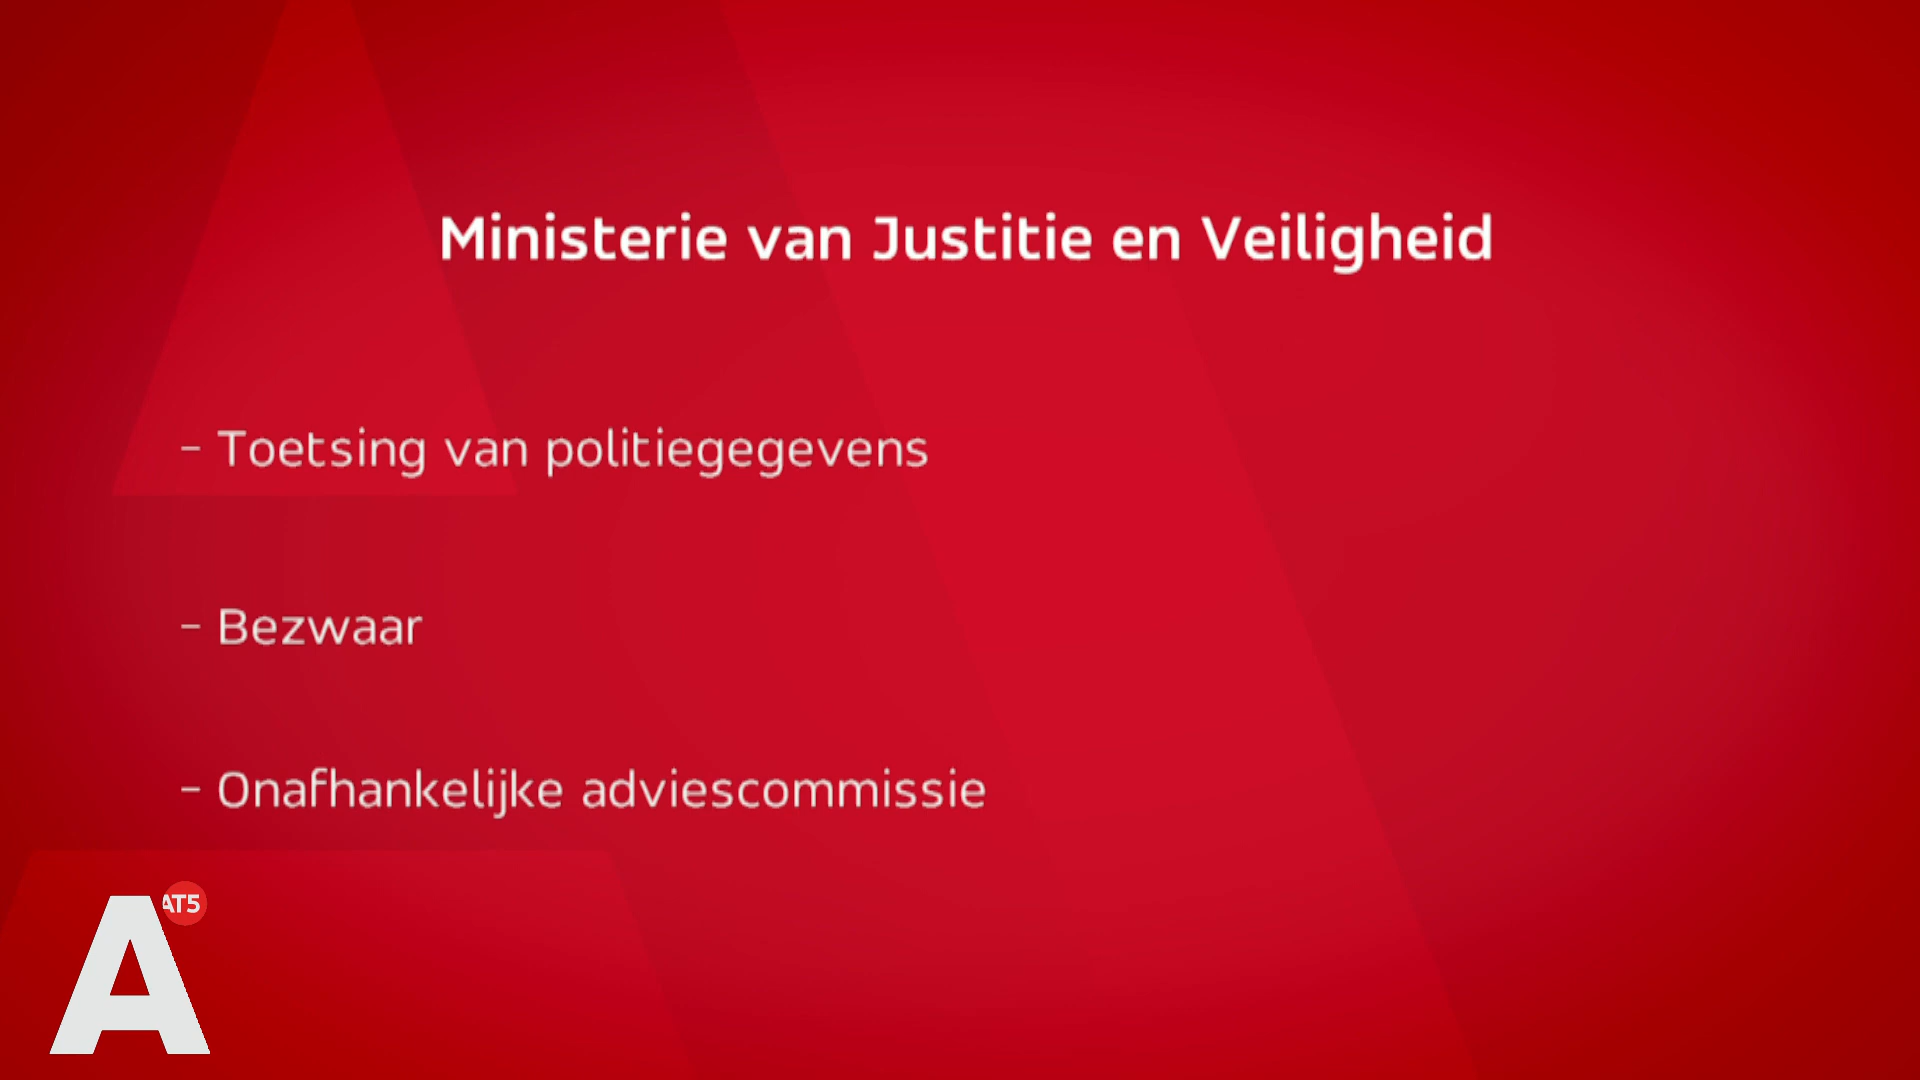 Ministerie van Justitie en Veiligheid
- Toetsing van politiegegevens
- Bezwaar
- Onafhankelijke adviescommissie
A AT5